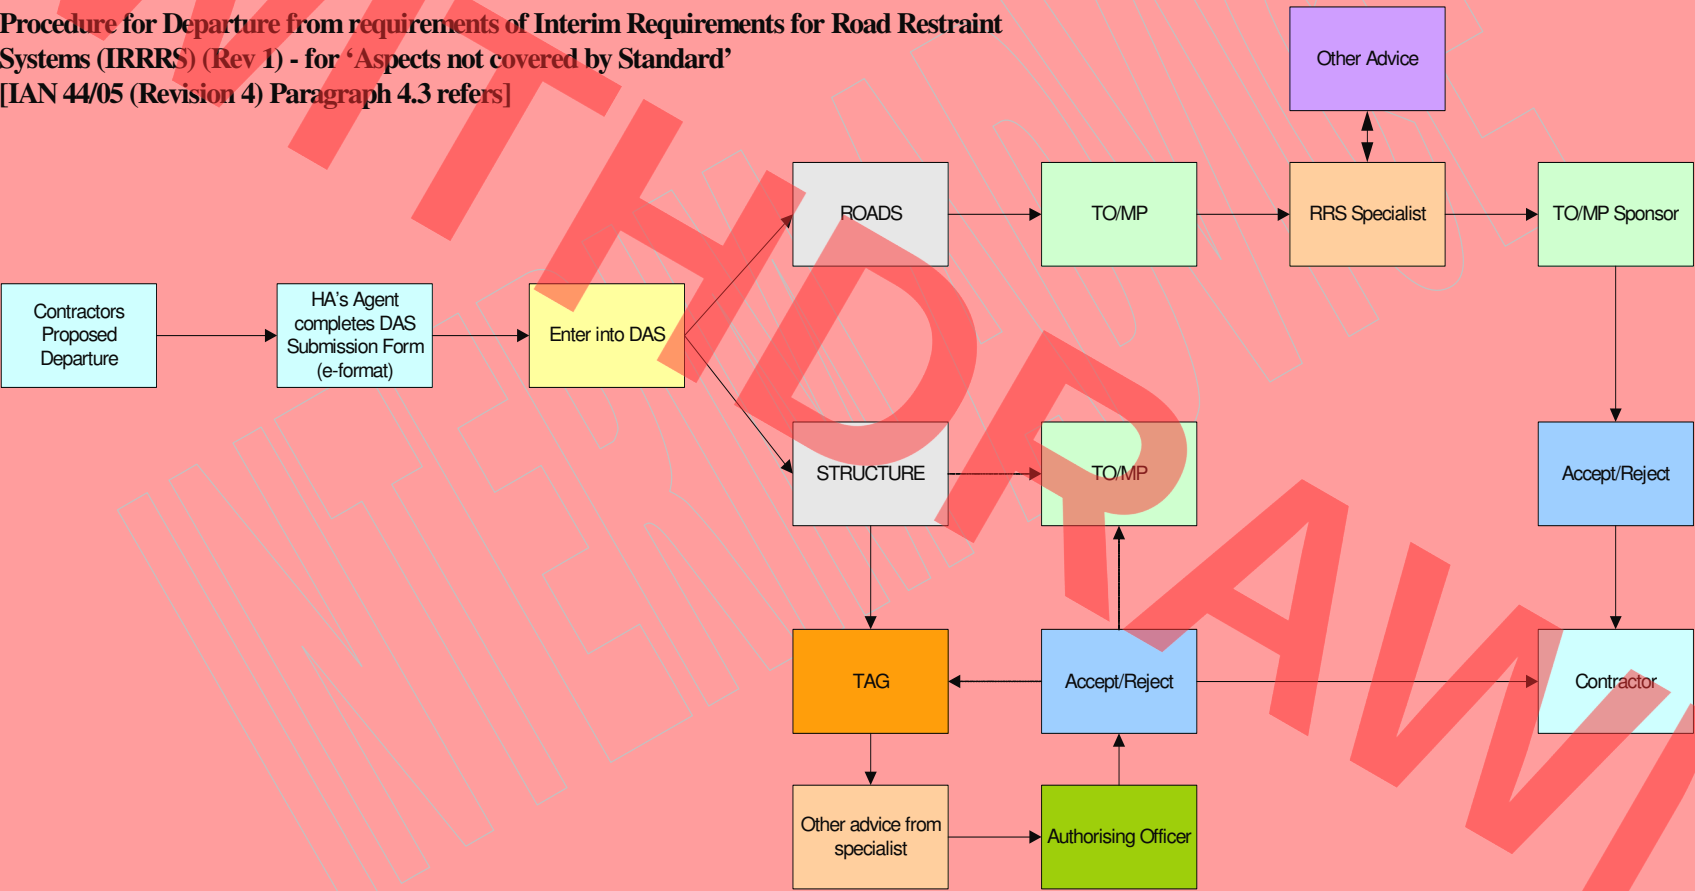 Procedure for Departure from requirements of Interim Requirements for Road Restraint
Systems (IRRRS) (Rev 1) - for ‘Aspects not covered by Standard’
[IAN 44/05 (Revision 4) Paragraph 4.3 refers]
Other Advice
ROADS
TO/MP
RRS Specialist
TO/MP Sponsor
Contractors
Proposed
Departure
HA's Agent
completes DAS
Submission Form
(e-format)
Enter into DAS
STRUCTURE
TO/MP
Accept/Reject
TAG
Accept/Reject
Contractor
Other advice from
specialist
Authorising Officer
WITHDRAWN